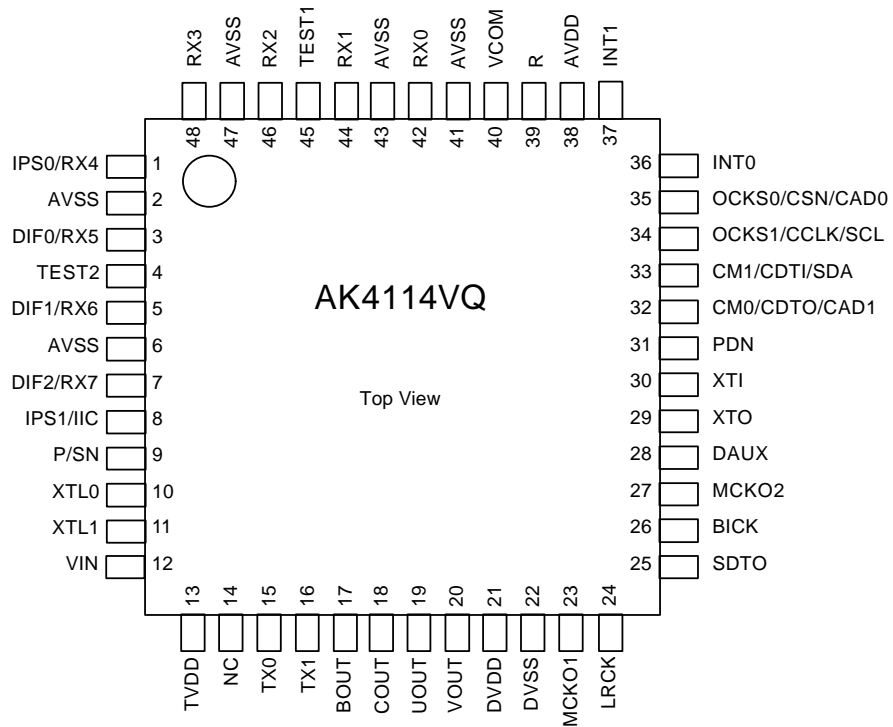 RX3 AVSS RX2 TEST1 RX1 AVSS RX0 AVSS VCOM R AVDD INT1
48 47 46 45 44 43 42 41 40 39 38 37
IPS0/RX4 1 36 INT0
AVSS 2 35 OCKS0/CSN/CAD0
DIF0/RX5 3 34 OCKS1/CCLK/SCL
TEST2 4 33 CM1/CDTI/SDA
DIF1/RX6 5 32 CM0/CDTO/CAD1
AVSS 6 31 PDN
DIF2/RX7 7 30 XTI
IPS1/IIC 8 29 XTO
P/SN 9 28 DAUX
XTL0 10 27 MCKO2
XTL1 11 26 BICK
VIN 12 25 SDTO
AK4114VQ
Top View
13 14 15 16 17 18 19 20 21 22 23 24
TVDD NC TX0 TX1 BOUT COUT UOUT VOUT DVDD DVSS MCKO1 LRCK